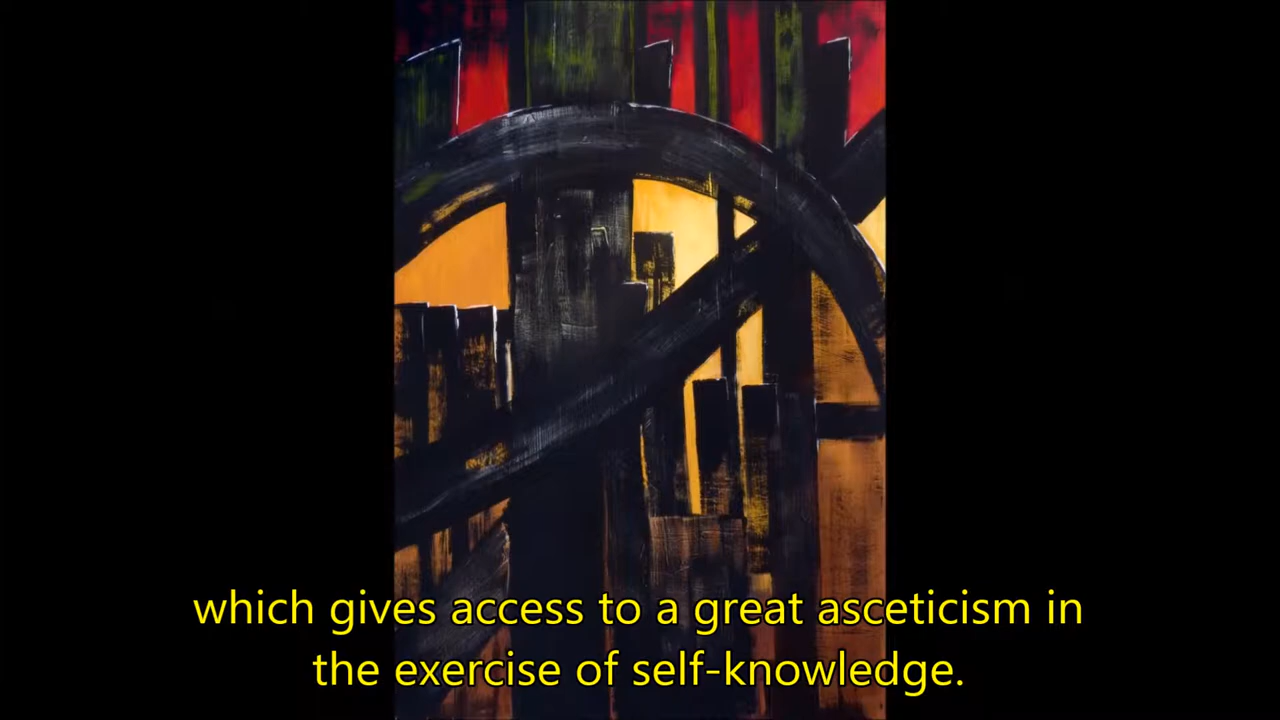 which gives access to a great asceticism in
the exercise of self-knowledge.